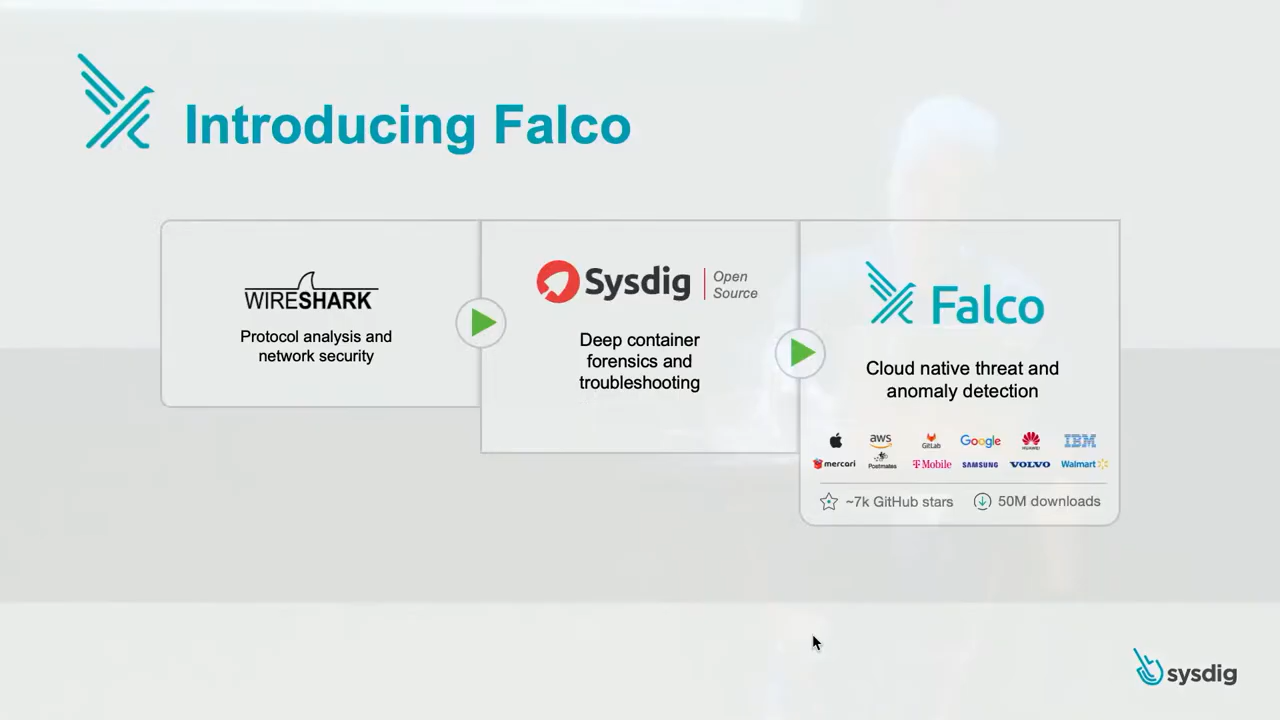 Introducing Falco
WIRESHARK
Protocol analysis and
network security
Sysdig
Open
Source
Deep container
forensics and
troubleshooting
Falco
Cloud native threat and
anomaly detection
aws
GitLab
Google
HUAWEI
IBM
mercari
Postmates
T Mobile
SAMSUNG
VOLVO
Walmart
~7k GitHub stars
50M downloads
sysdig